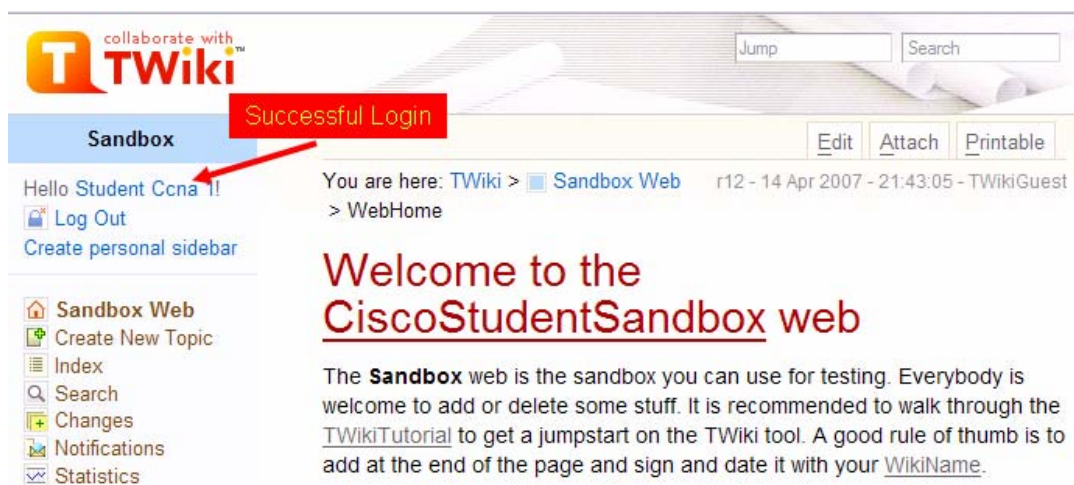 collaborate with
TWiki™
T
Jump
Search
Successful Login
Sandbox
Edit Attach Printable
Hello Student Ccna 1!
Log Out
Create personal sidebar
You are here: TWiki > Sandbox Web r12 - 14 Apr 2007 - 21:43:05 - TWikiGuest
> WebHome
Sandbox Web
Create New Topic
Index
Search
Changes
Notifications
Statistics
Welcome to the
CiscoStudentSandbox web
The Sandbox web is the sandbox you can use for testing. Everybody is
welcome to add or delete some stuff. It is recommended to walk through the
TWikiTutorial to get a jumpstart on the TWiki tool. A good rule of thumb is to
add at the end of the page and sign and date it with your WikiName.